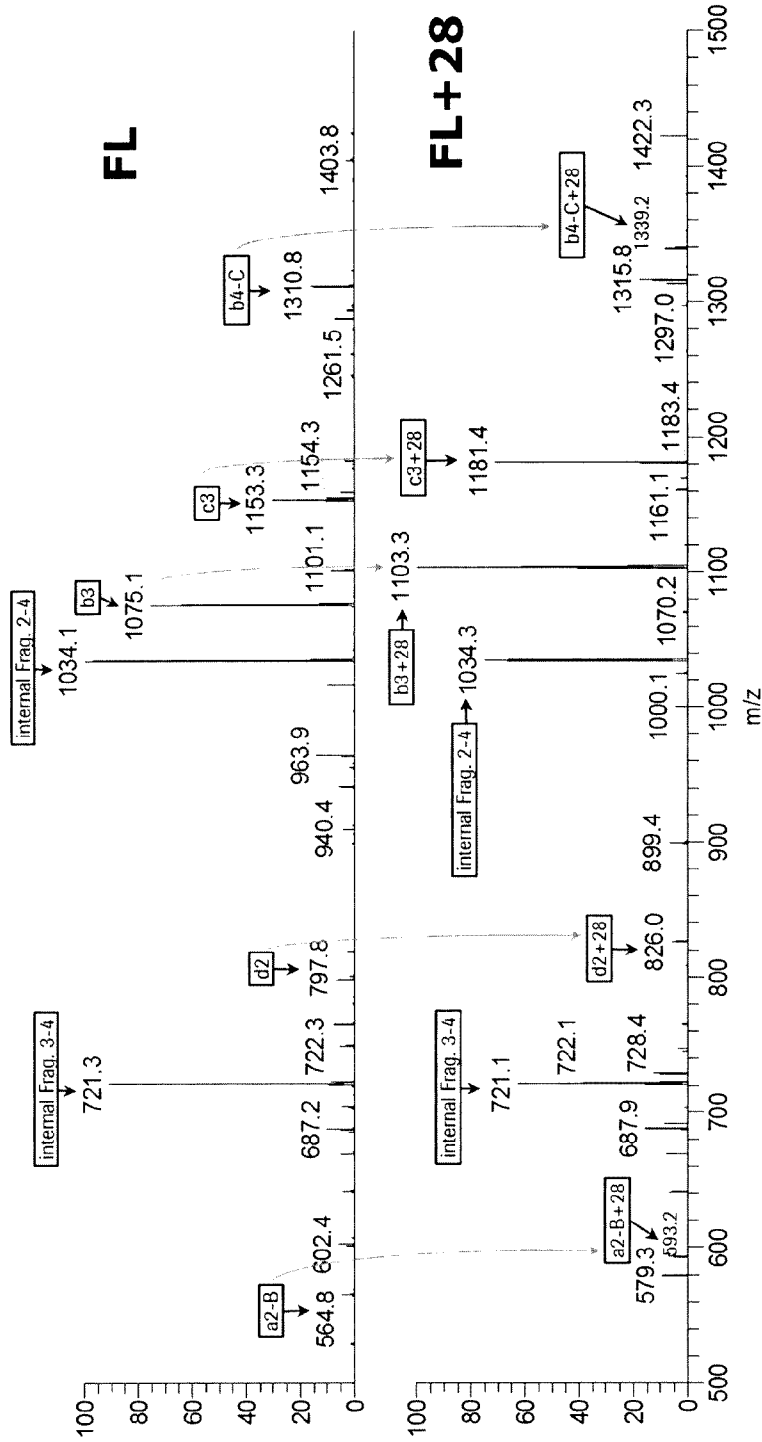 FL
100
80
60
40
20
0
a2-B
564.8
602.4
687.2
internal Frag. 3-4
721.3
722.3
d2
797.8
940.4
963.9
internal Frag. 2-4
1034.1
b3
1075.1
1101.1
c3
1153.3
1154.3
1261.5
b4-C
1310.8
1403.8
FL+28
100
80
60
40
20
0
579.3
a2-B+28
593.2
687.9
internal Frag. 3-4
721.1
722.1
728.4
d2+28
826.0
899.4
internal Frag. 2-4
1034.3
1000.1
1070.2
b3+28
1103.3
1161.1
c3+28
1181.4
1183.4
1297.0
1315.8
b4-C+28
1339.2
1422.3
500 600 700 800 900 1000 1100 1200 1300 1400 1500
m/z